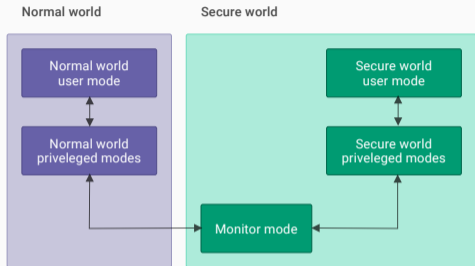 Normal world
Secure world
Normal world
user mode
Secure world
user mode
Normal world
priveleged modes
Secure world
priveleged modes
Monitor mode